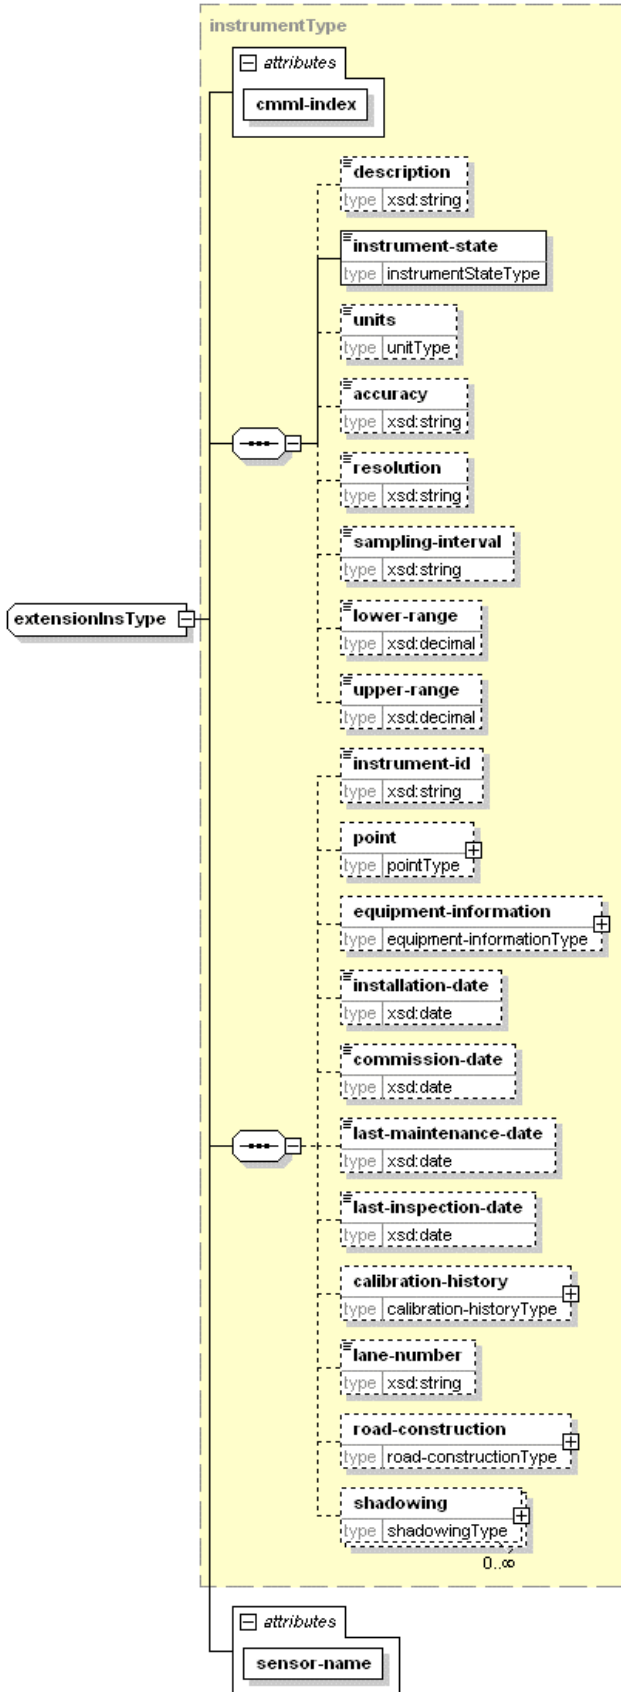 instrumentType
attributes
cmml-index
description
type xsd:string
instrument-state
type instrumentStateType
units
type unitType
accuracy
type xsd:string
resolution
type xsd:string
sampling-interval
type xsd:string
extensionInsType
lower-range
type xsd:decimal
upper-range
type xsd:decimal
instrument-id
type xsd:string
point
type pointType
equipment-information
type equipment-informationType
installation-date
type xsd:date
commission-date
type xsd:date
last-maintenance-date
type xsd:date
last-inspection-date
type xsd:date
calibration-history
type calibration-historyType
lane-number
type xsd:string
road-construction
type road-constructionType
shadowing
type shadowingType
0..∞
attributes
sensor-name